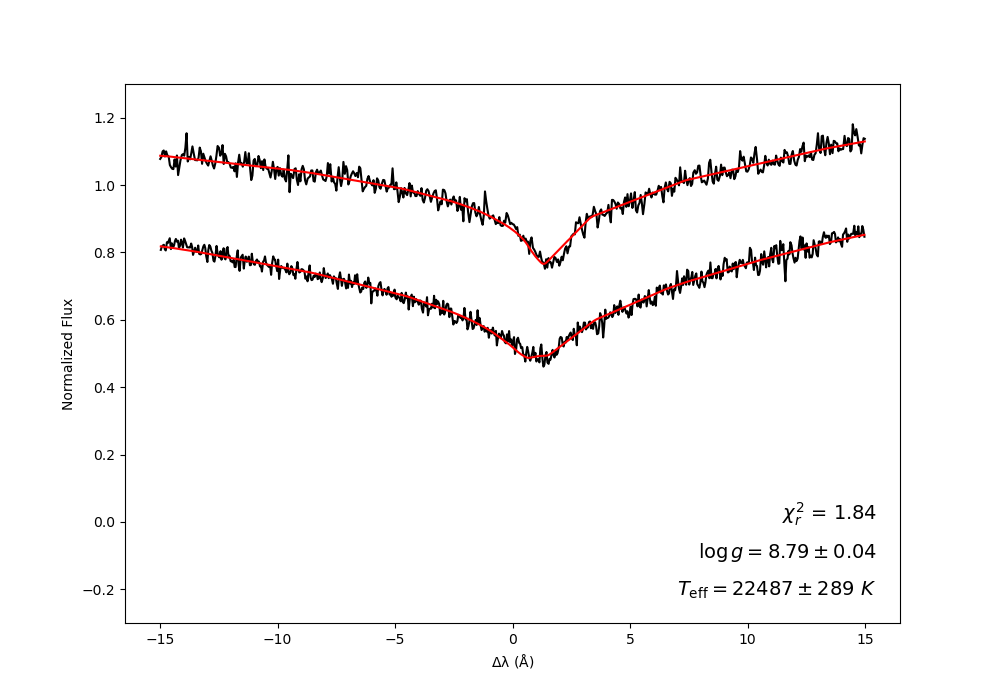 1.2
1.0
0.8
0.6
0.4
0.2
0.0
−0.2
Normalized Flux
χ²ᵣ = 1.84
log g = 8.79 ± 0.04
T_eff = 22487 ± 289 K
−15 −10 −5 0 5 10 15
Δλ (Å)